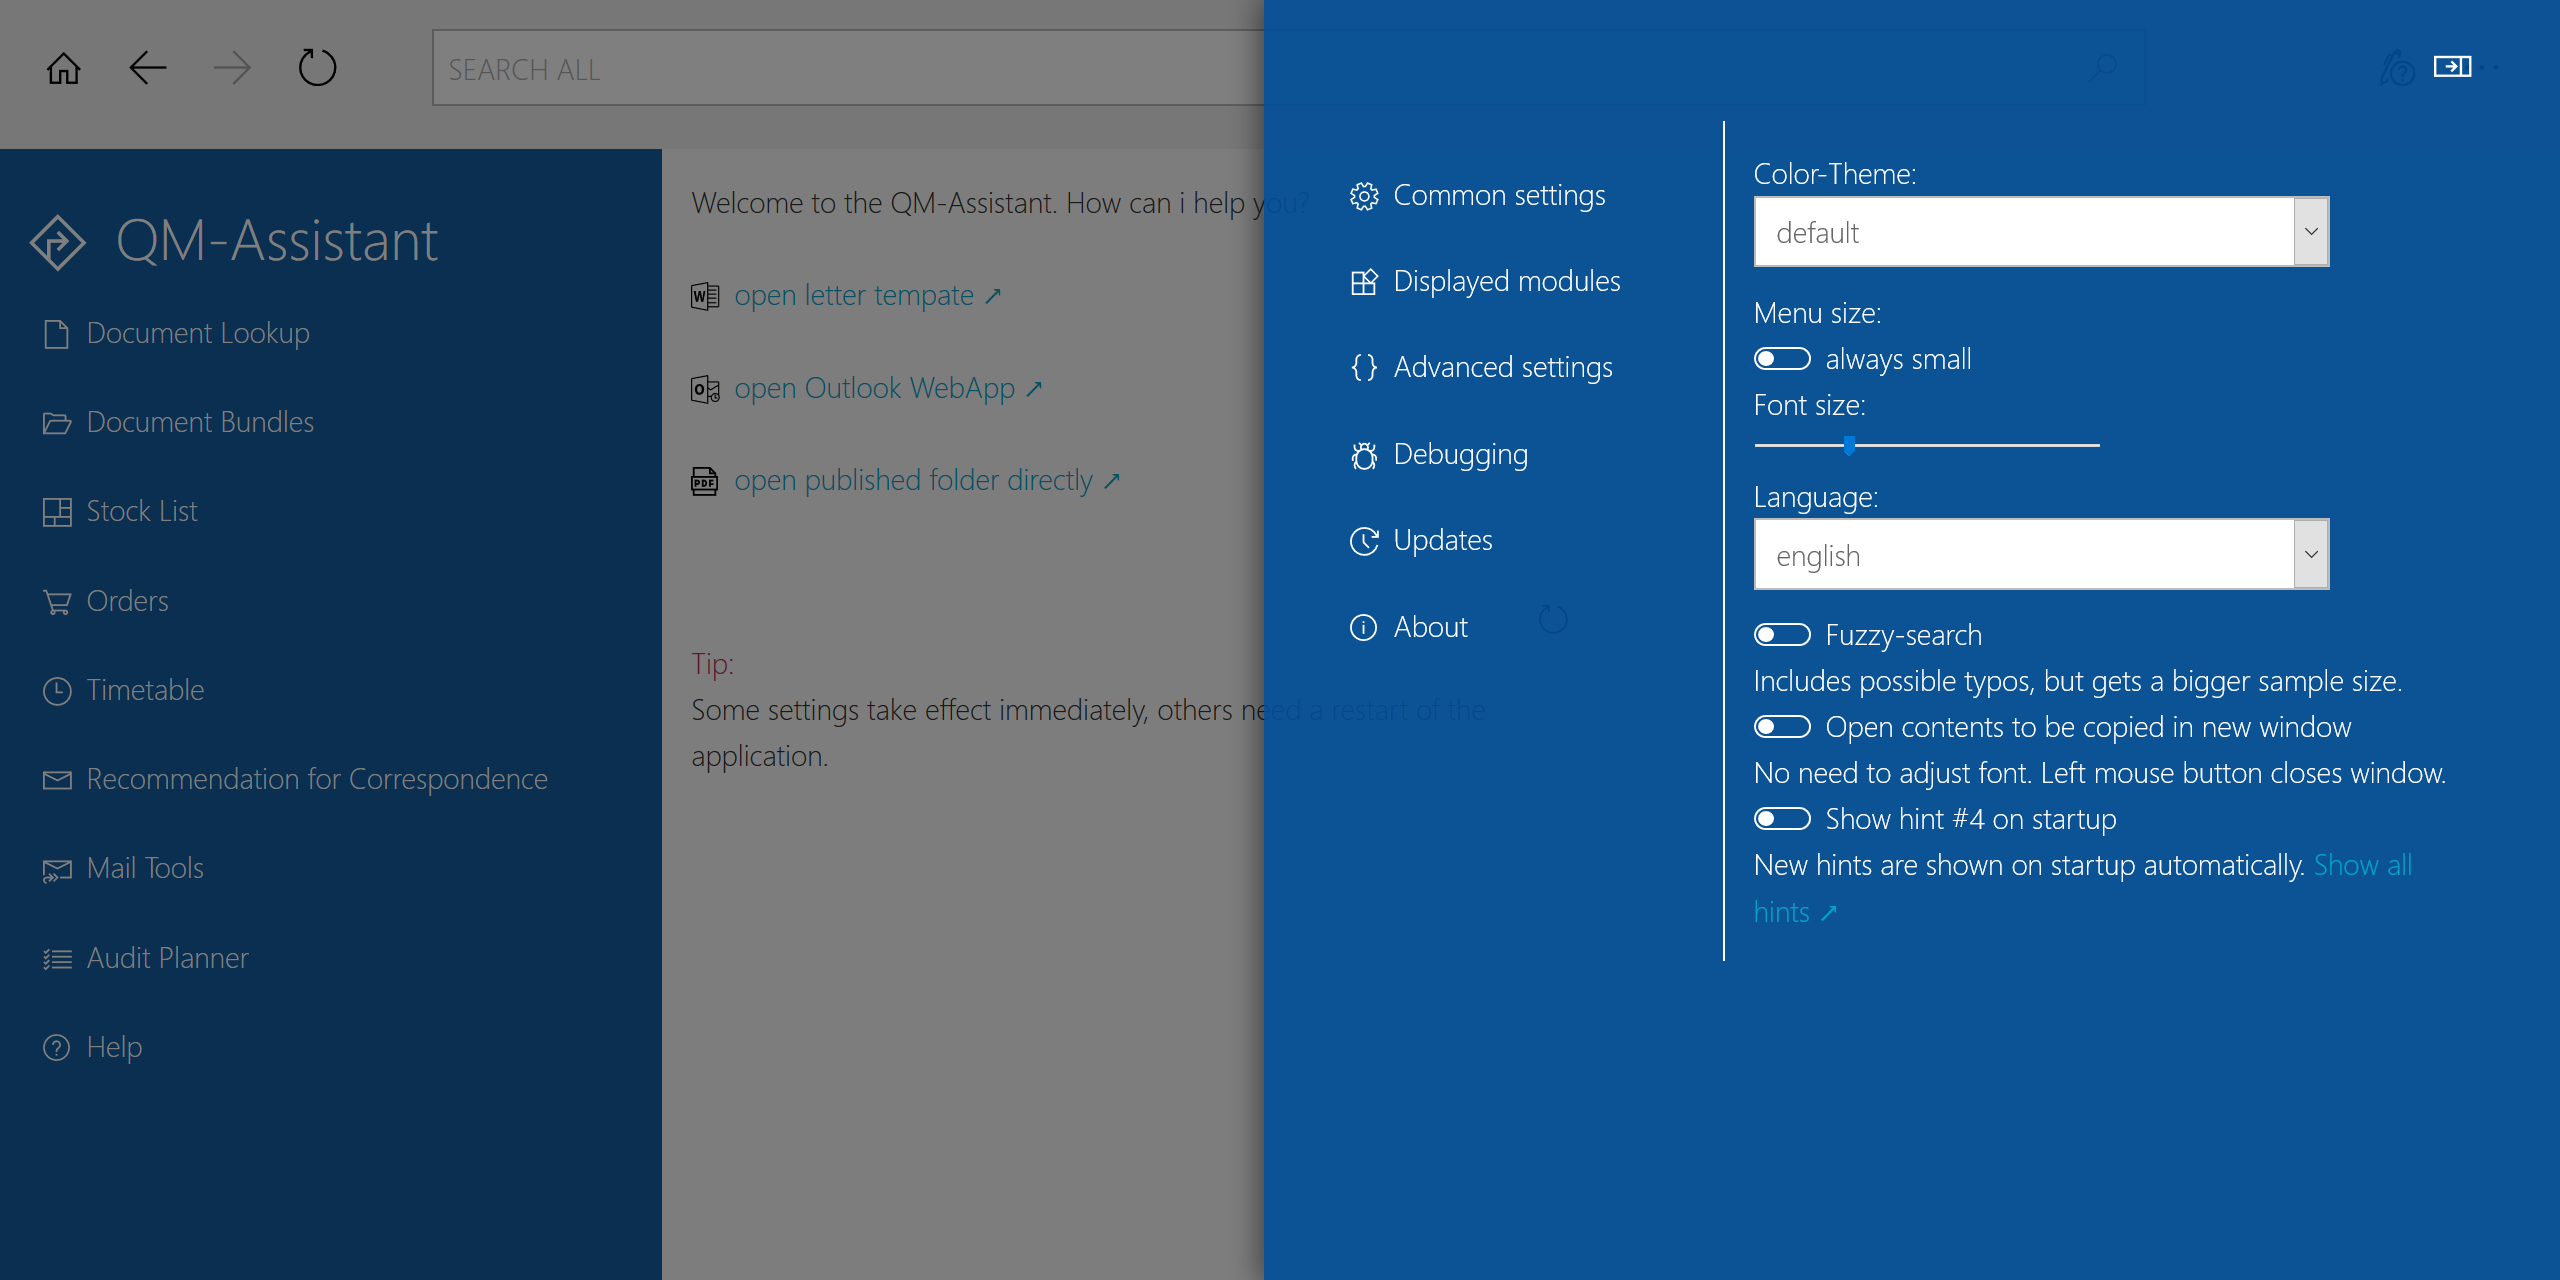 SEARCH ALL
QM-Assistant
Document Lookup
Document Bundles
Stock List
Orders
Timetable
Recommendation for Correspondence
Mail Tools
Audit Planner
Help
Welcome to the QM-Assistant. How can i help you?
open letter tempate ↗
open Outlook WebApp ↗
open published folder directly ↗
Tip:
Some settings take effect immediately, others need a restart of the
application.
Common settings
Displayed modules
Advanced settings
Debugging
Updates
About
Color-Theme:
default
Menu size:
always small
Font size:
Language:
english
Fuzzy-search
Includes possible typos, but gets a bigger sample size.
Open contents to be copied in new window
No need to adjust font. Left mouse button closes window.
Show hint #4 on startup
New hints are shown on startup automatically. Show all
hints ↗